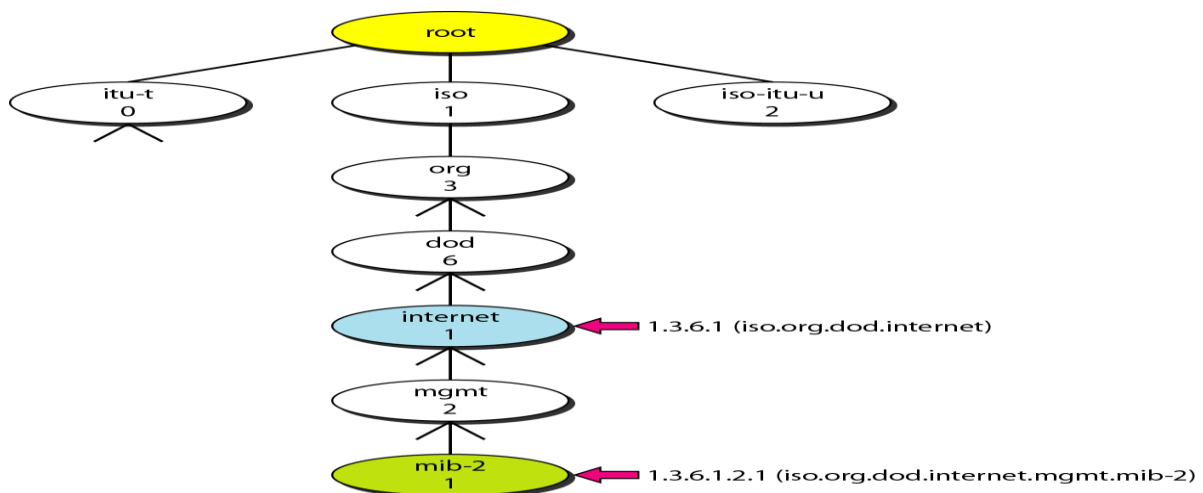 root
itu-t
0
iso
1
iso-itu-u
2
org
3
dod
6
internet
1
1.3.6.1 (iso.org.dod.internet)
mgmt
2
mib-2
1
1.3.6.1.2.1 (iso.org.dod.internet.mgmt.mib-2)